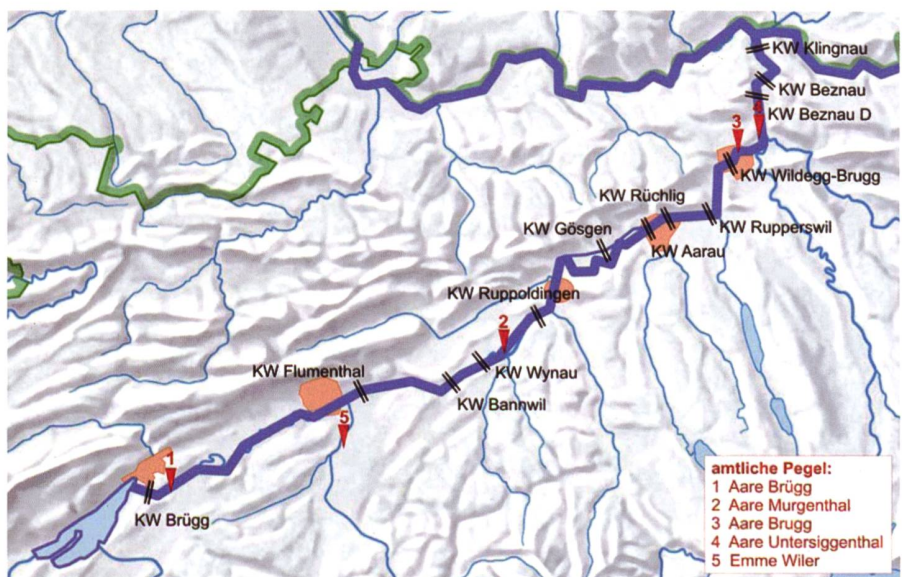 KW Klingnau
KW Beznau
4
KW Beznau D
3
KW Wildegg-Brugg
KW Rüchlig
KW Rupperswil
KW Gösgen
KW Aarau
KW Ruppoldingen
2
KW Wynau
KW Flumenthal
KW Bannwil
5
1
KW Brügg
amtliche Pegel:
1 Aare Brügg
2 Aare Murgenthal
3 Aare Brugg
4 Aare Untersiggenthal
5 Emme Wiler